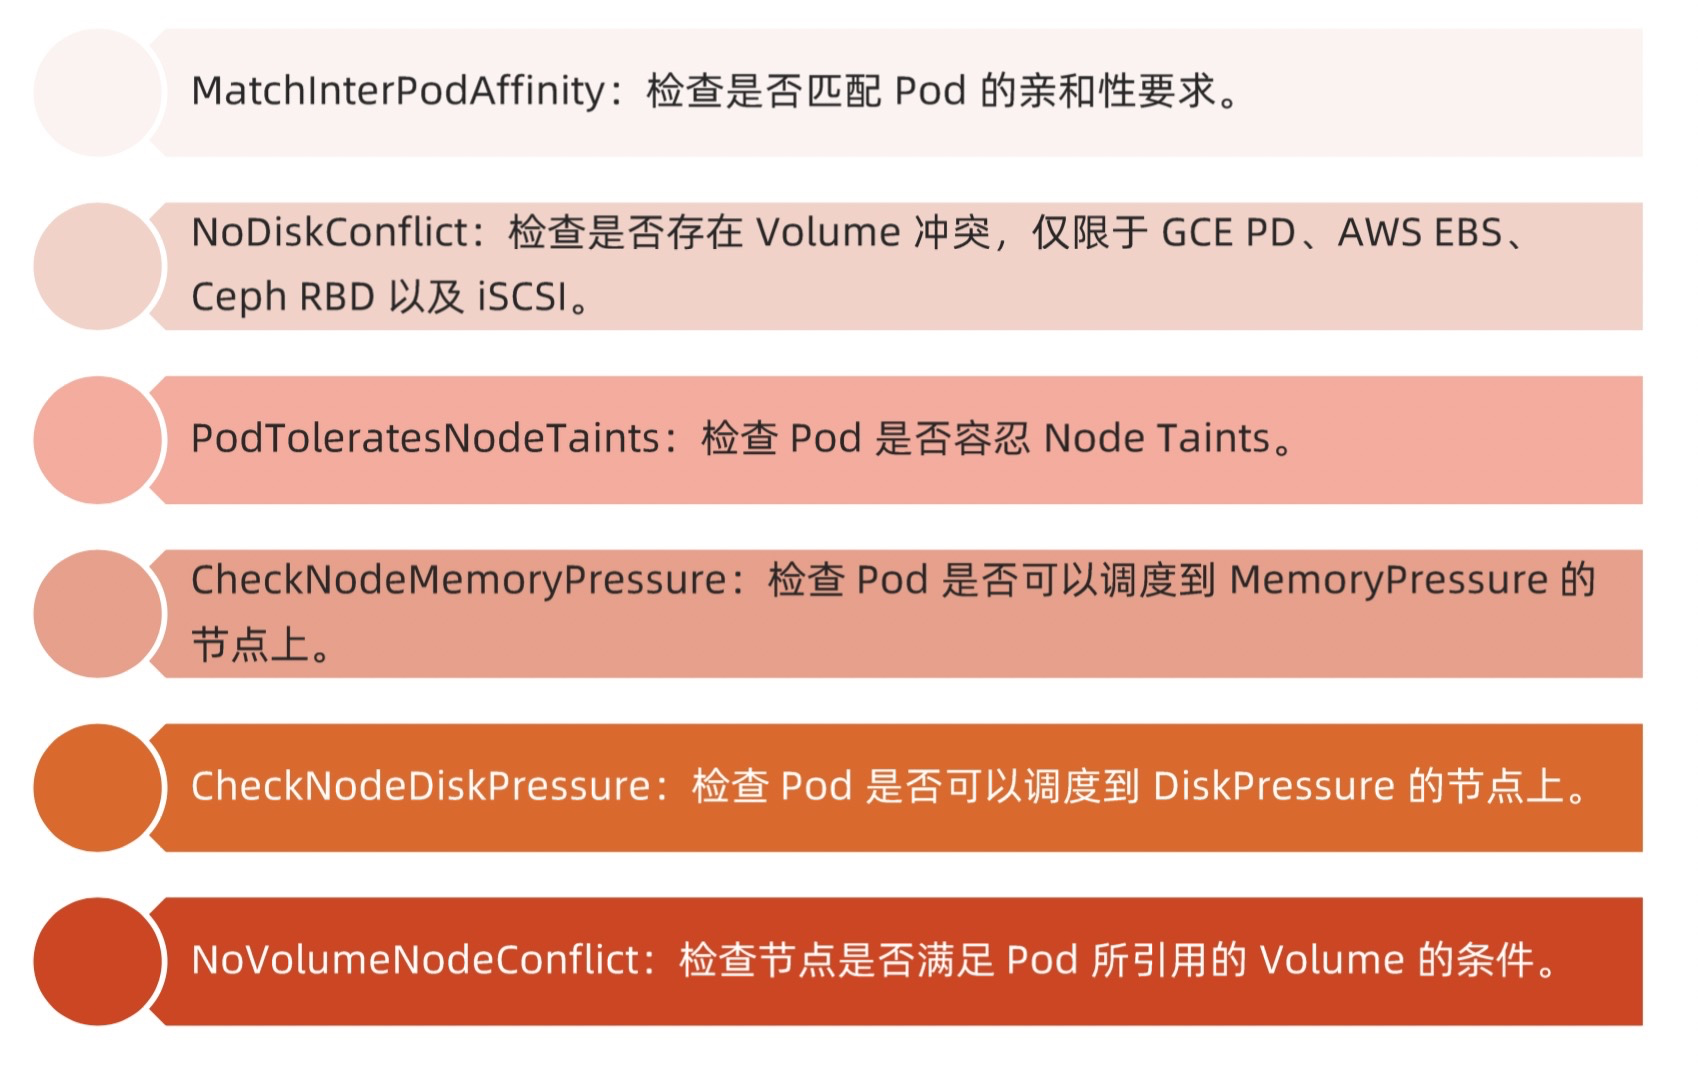 MatchInterPodAffinity：检查是否匹配 Pod 的亲和性要求。
NoDiskConflict：检查是否存在 Volume 冲突，仅限于 GCE PD、AWS EBS、
Ceph RBD 以及 iSCSI。
PodToleratesNodeTaints：检查 Pod 是否容忍 Node Taints。
CheckNodeMemoryPressure：检查 Pod 是否可以调度到 MemoryPressure 的
节点上。
CheckNodeDiskPressure：检查 Pod 是否可以调度到 DiskPressure 的节点上。
NoVolumeNodeConflict：检查节点是否满足 Pod 所引用的 Volume 的条件。